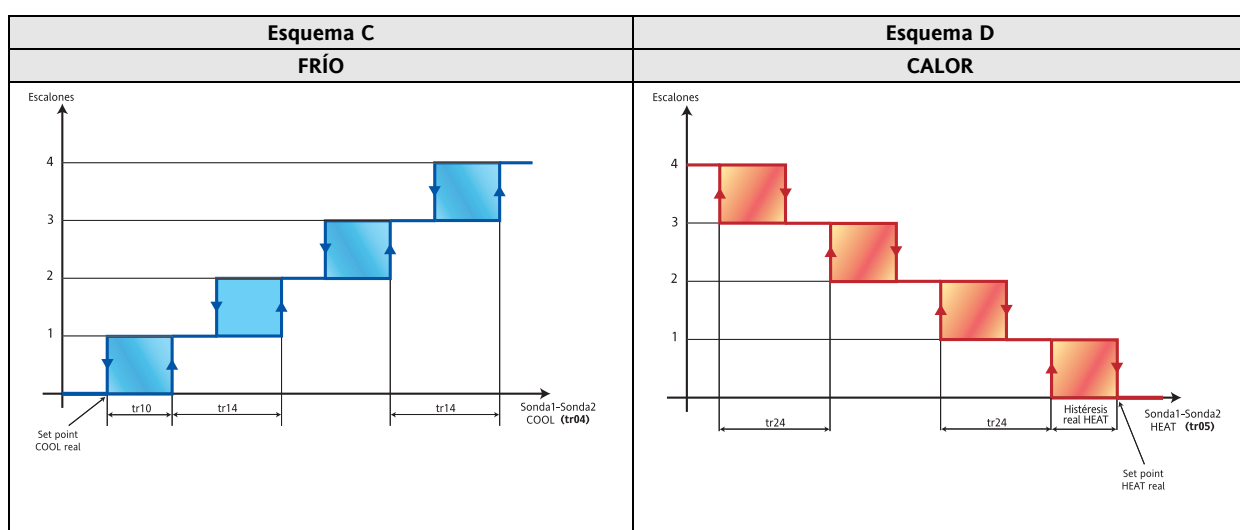 Esquema C
FRÍO
Escalones
4
3
2
1
tr10
tr14
tr14
Sonda1-Sonda2
COOL (tr04)
Set point
COOL real
Esquema D
CALOR
Escalones
4
3
2
1
tr24
tr24
Histéresis
real HEAT
Sonda1-Sonda2
HEAT (tr05)
Set point
HEAT real